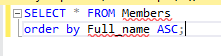 SELECT * FROM Members
order by Full_name ASC;